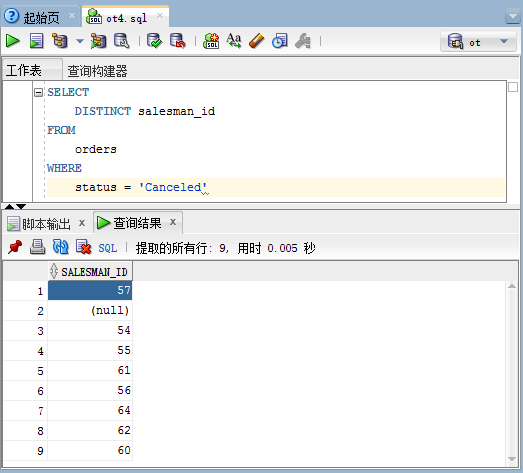 起始页 ot4.sql
ot
工作表 查询构建器
SELECT
DISTINCT salesman_id
FROM
orders
WHERE
status = 'Canceled'
脚本输出 x 查询结果 x
SQL | 提取的所有行: 9, 用时 0.005 秒
SALESMAN_ID
1 57
2 (null)
3 54
4 55
5 61
6 56
7 64
8 62
9 60